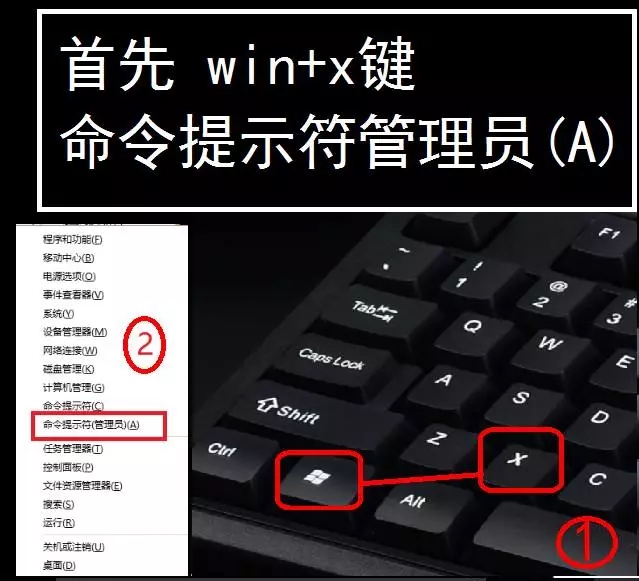 首先 win+x键
命令提示符管理员(A)
程序和功能(F)
移动中心(B)
电源选项(O)
事件查看器(V)
系统(Y)
设备管理器(M)
网络连接(W)
磁盘管理(K)
计算机管理(G)
命令提示符(C)
命令提示符(管理员)(A)
任务管理器(T)
控制面板(P)
文件资源管理器(E)
搜索(S)
运行(R)
关机或注销(U)
桌面(D)
②
F1
~
!
1
@
2
#
3
Tab
Q
W
E
Caps Lock
A
S
D
Shift
Z
X
C
Ctrl
Alt
①